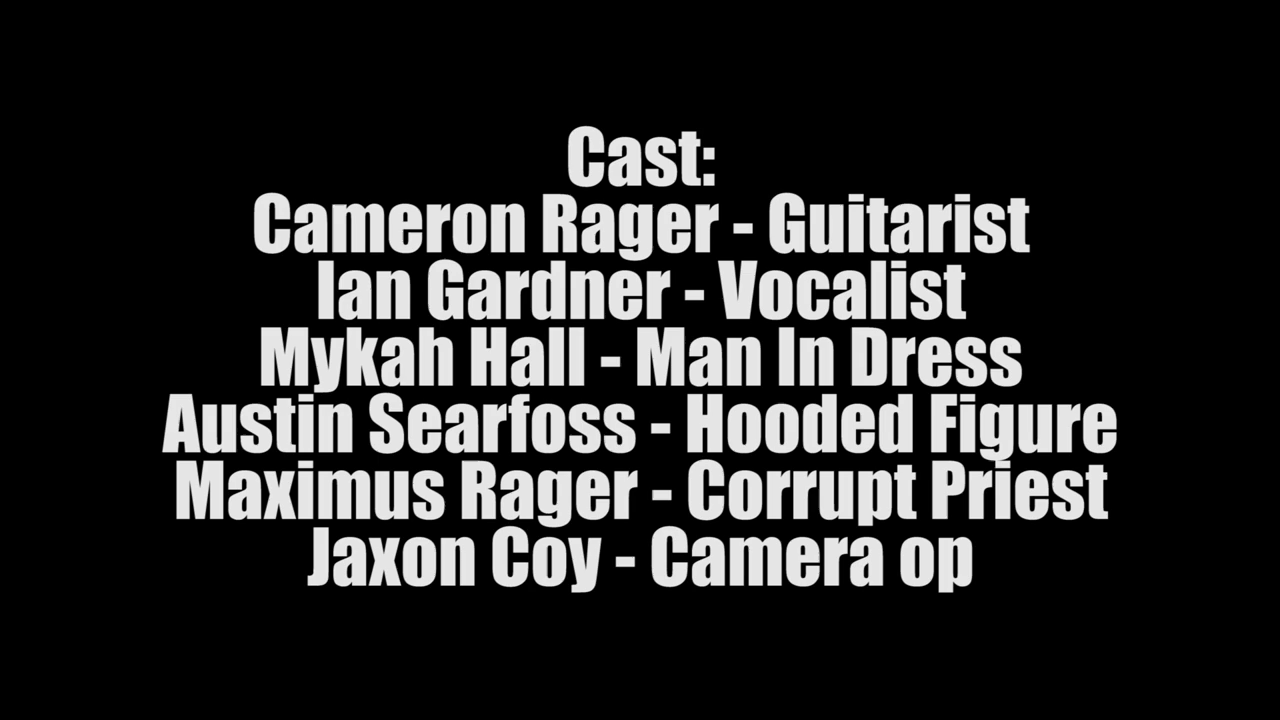 Cast:
Cameron Rager - Guitarist
Ian Gardner - Vocalist
Mykah Hall - Man In Dress
Austin Searfoss - Hooded Figure
Maximus Rager - Corrupt Priest
Jaxon Coy - Camera op